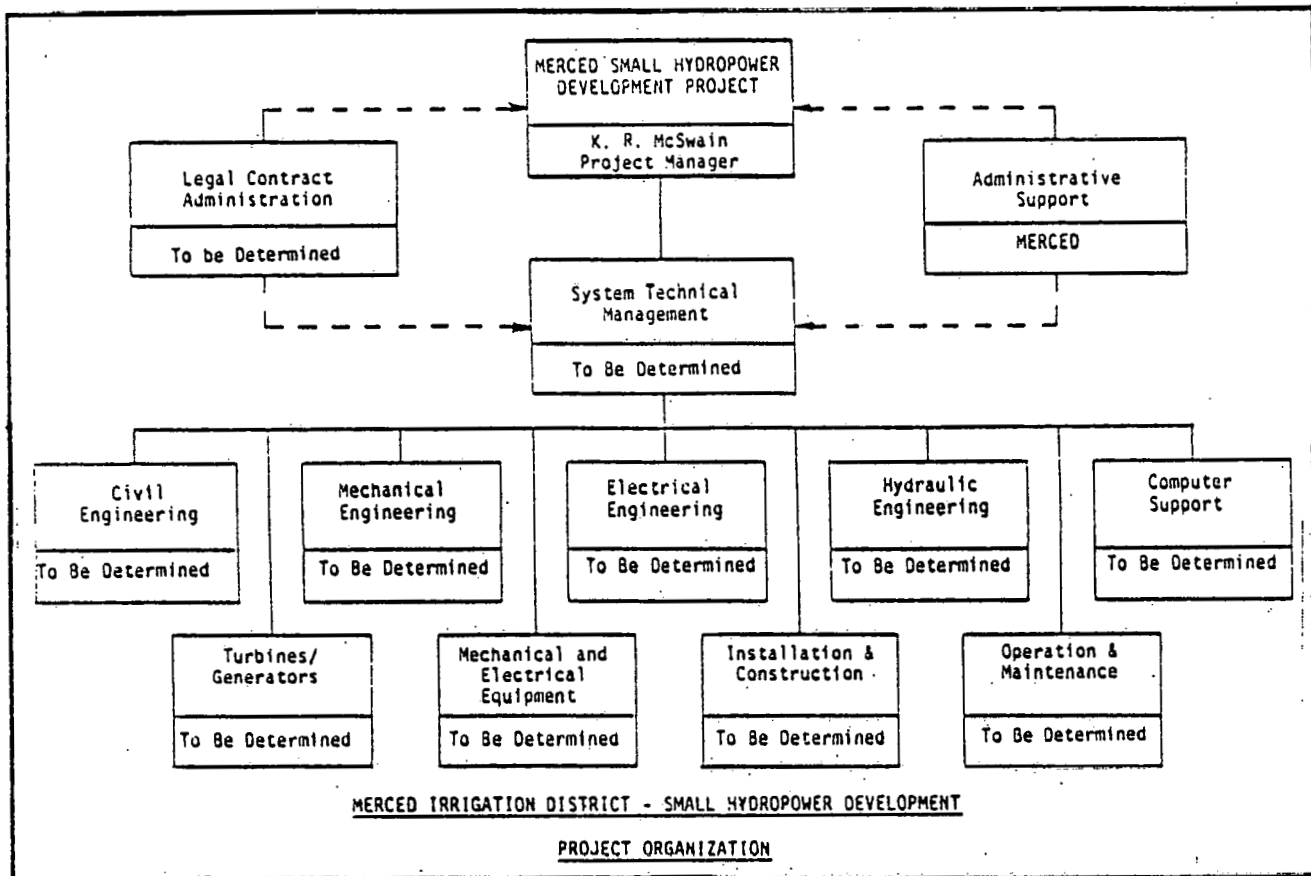 MERCED SMALL HYDROPOWER
DEVELOPMENT PROJECT
K. R. McSwain
Project Manager
Legal Contract
Administration
To be Determined
Administrative
Support
MERCED
System Technical
Management
To Be Determined
Civil
Engineering
To Be Determined
Mechanical
Engineering
To Be Determined
Electrical
Engineering
To Be Determined
Hydraulic
Engineering
To Be Determined
Computer
Support
To Be Determined
Turbines/
Generators
To Be Determined
Mechanical and
Electrical
Equipment
To Be Determined
Installation &
Construction
To Be Determined
Operation &
Maintenance
To Be Determined
MERCED IRRIGATION DISTRICT - SMALL HYDROPOWER DEVELOPMENT
PROJECT ORGANIZATION